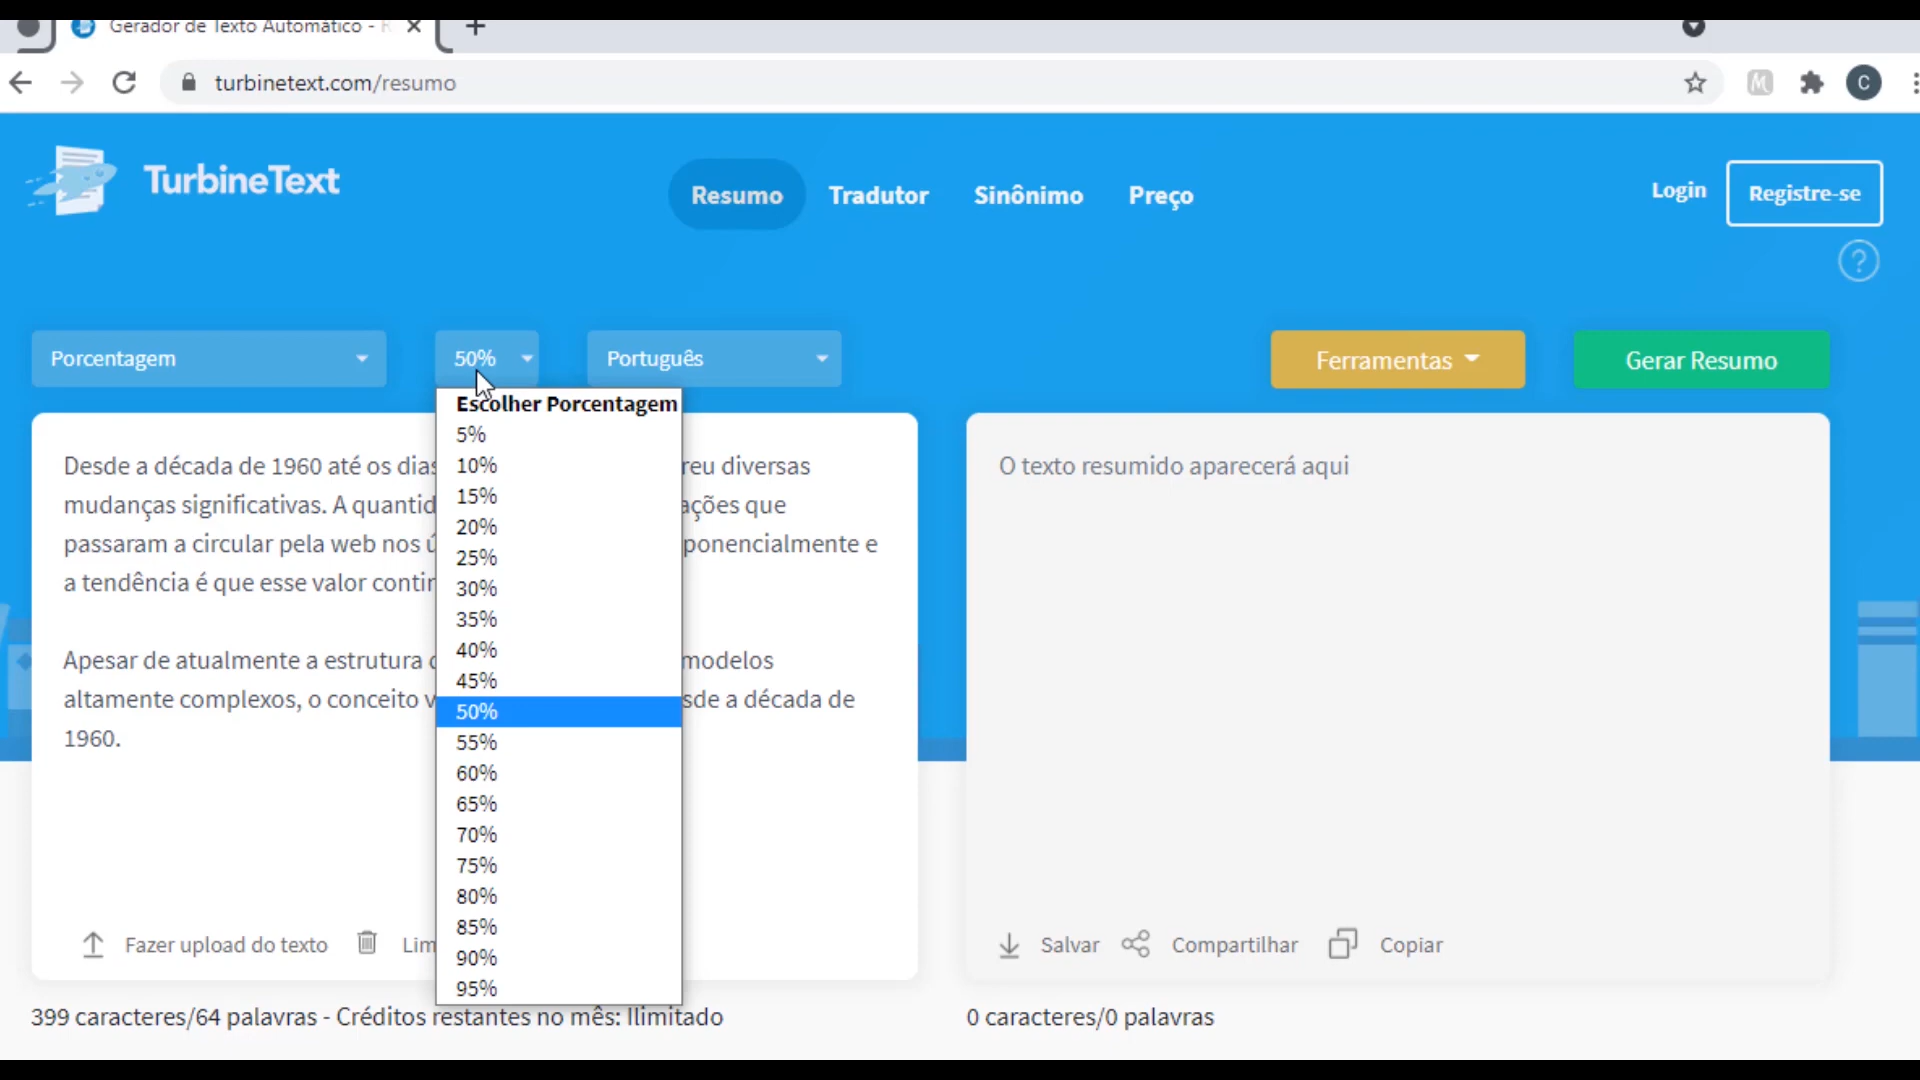 Gerador de Texto Automático - R
turbinetext.com/resumo
C
TurbineText
Resumo
Tradutor
Sinônimo
Preço
Login
Registre-se
?
Porcentagem
50%
Português
Ferramentas
Gerar Resumo
Escolher Porcentagem
5%
10%
15%
20%
25%
30%
35%
40%
45%
50%
55%
60%
65%
70%
75%
80%
85%
90%
95%
Desde a década de 1960 até os dias reu diversas
mudanças significativas. A quantid ações que
passaram a circular pela web nos ú ponencialmente e
a tendência é que esse valor contin
Apesar de atualmente a estrutura modelos
altamente complexos, o conceito v sde a década de
1960.
Fazer upload do texto
Lim
399 caracteres/64 palavras - Créditos restantes no mês: Ilimitado
O texto resumido aparecerá aqui
Salvar
Compartilhar
Copiar
0 caracteres/0 palavras